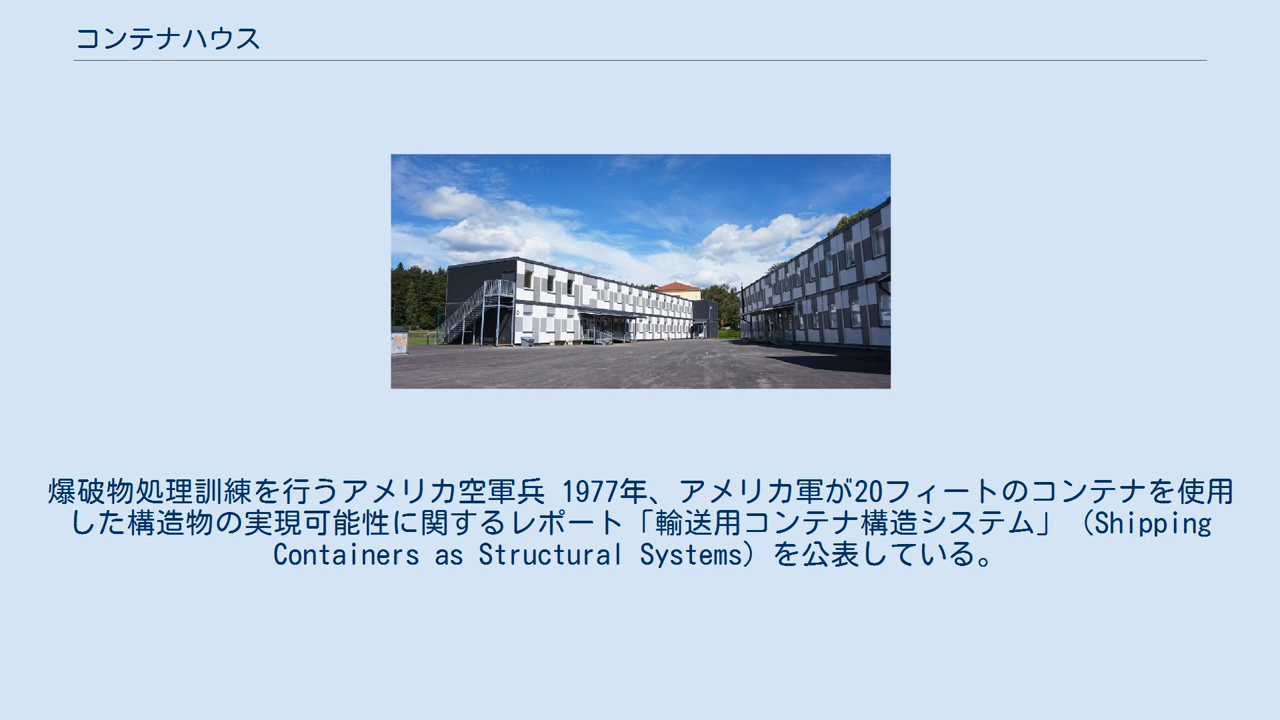 コンテナハウス
爆破物処理訓練を行うアメリカ空軍兵 1977年、アメリカ軍が20フィートのコンテナを使用
した構造物の実現可能性に関するレポート「輸送用コンテナ構造システム」（Shipping
Containers as Structural Systems）を公表している。